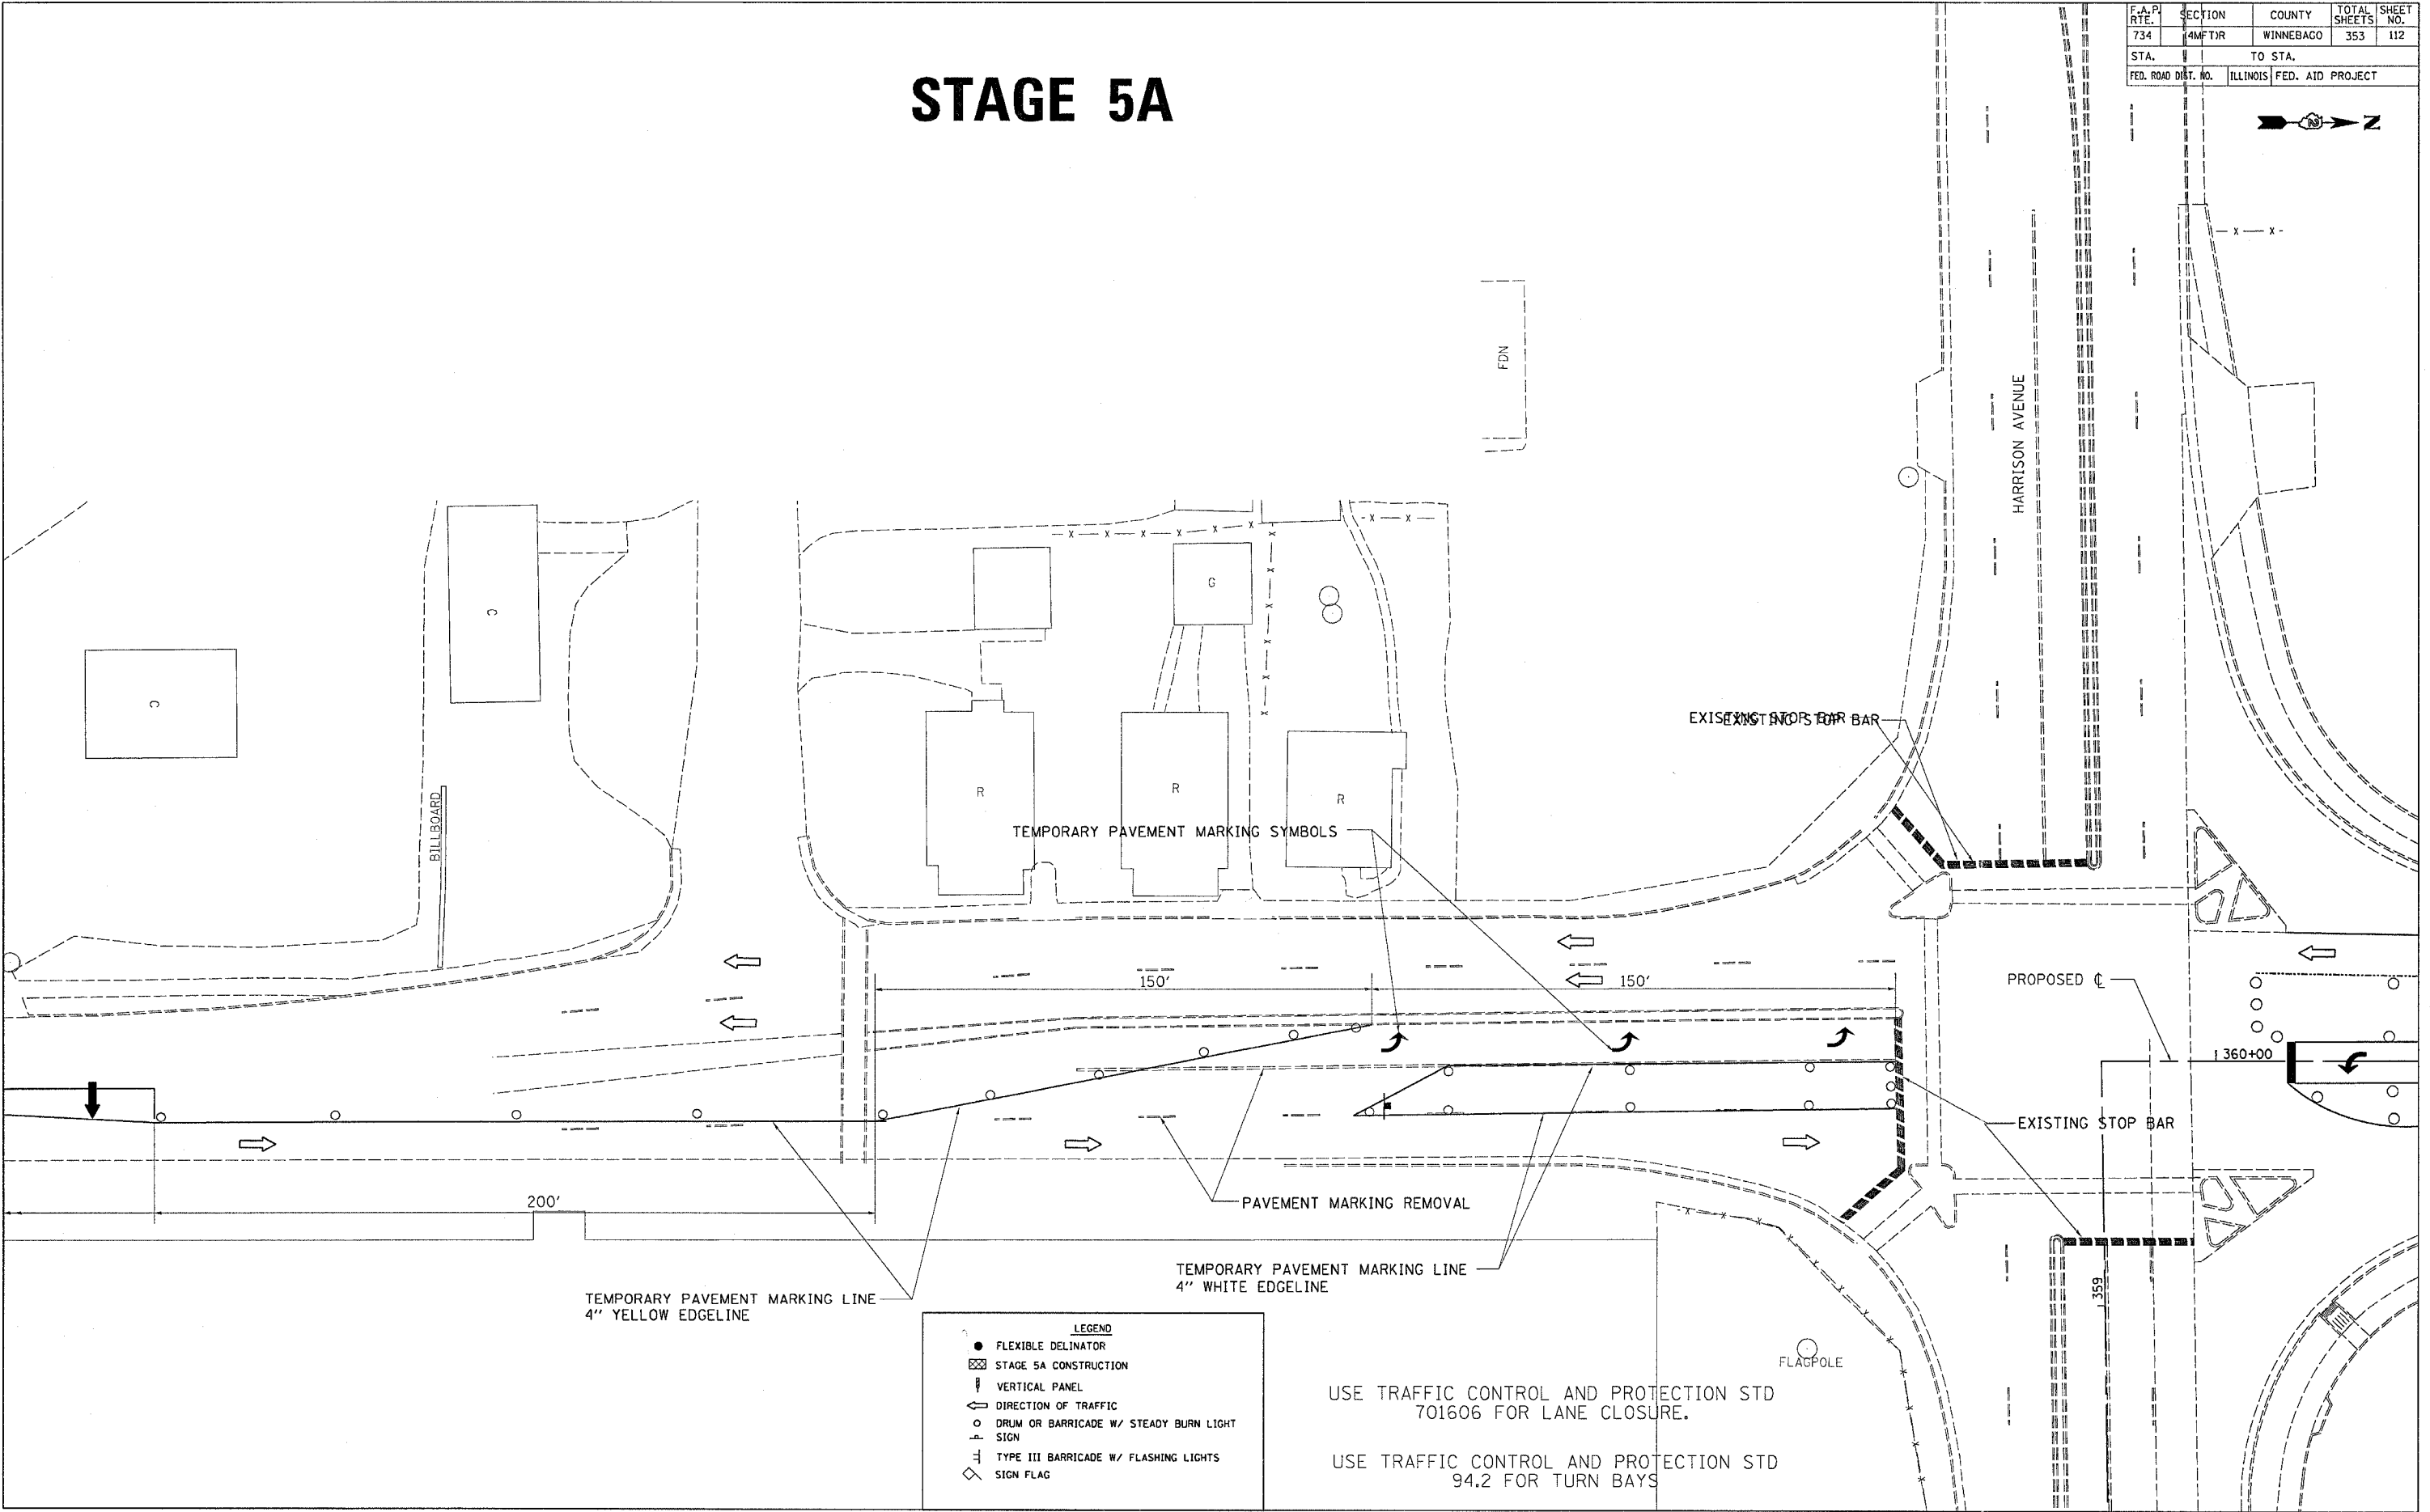 STAGE 5A
F.A.P. RTE. SECTION COUNTY TOTAL SHEETS SHEET NO.
734 (4MFT)R WINNEBAGO 353 112
STA. TO STA.
FED. ROAD DIST. NO. ILLINOIS FED. AID PROJECT
N
FDN
HARRISON AVENUE
C
C
G
BILLBOARD
R
R
R
EXISTING STOP BAR
EXISTING STOP BAR
TEMPORARY PAVEMENT MARKING SYMBOLS
150'
150'
PROPOSED ℄
360+00
EXISTING STOP BAR
200'
PAVEMENT MARKING REMOVAL
TEMPORARY PAVEMENT MARKING LINE
4" WHITE EDGELINE
TEMPORARY PAVEMENT MARKING LINE
4" YELLOW EDGELINE
359
FLAGPOLE
LEGEND
FLEXIBLE DELINATOR
STAGE 5A CONSTRUCTION
VERTICAL PANEL
DIRECTION OF TRAFFIC
DRUM OR BARRICADE W/ STEADY BURN LIGHT
SIGN
TYPE III BARRICADE W/ FLASHING LIGHTS
SIGN FLAG
USE TRAFFIC CONTROL AND PROTECTION STD
701606 FOR LANE CLOSURE.
USE TRAFFIC CONTROL AND PROTECTION STD
94.2 FOR TURN BAYS